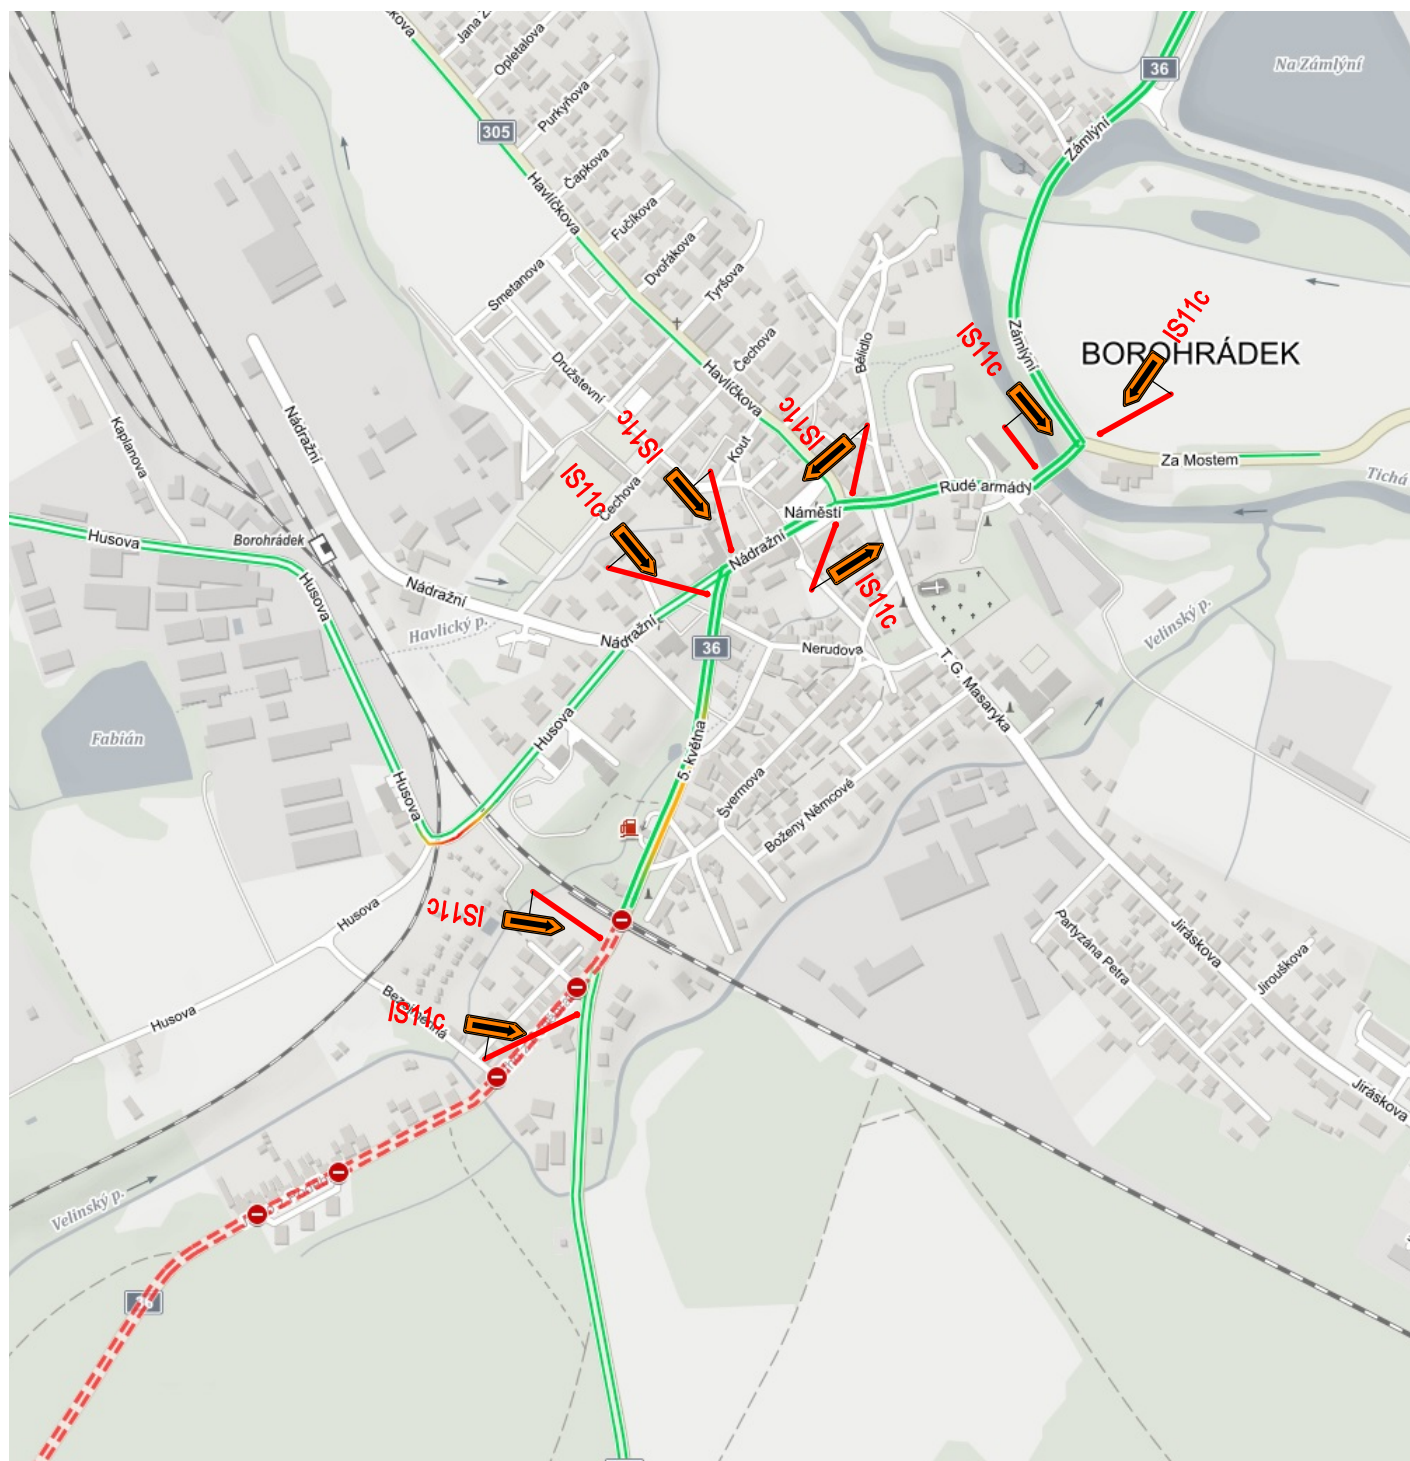 Jana Ž
Opletalova
36
Na Zámlýní
305
Purkyňova
Zámlýní
Čapkova
Havlíčkova
Fučíkova
Dvořákova
Smetanova
Tyršova
IS11c
IS11c
Zámlýní
BOROHRÁDEK
Čechova
Bělidlo
Družstevní
Havlíčkova
IS11c
IS11c
Kaplanova
Nádražní
Kout
IS11c
Za Mostem
Tichá
Čechova
Rudé armády
Náměstí
Husova
Borohrádek
Nádražní
Husova
Nádražní
IS11c
Havlický p.
Nádražní
Velinský p.
36
Nerudova
T. G. Masaryka
Fabián
Husova
5. května
Husova
Švermova
Boženy Němcové
Husova
IS11c
Partyzána Petra
Jiráskova
Jirouškova
Husova
Bezejmenná
IS11c
Jiráskova
Velinský p.